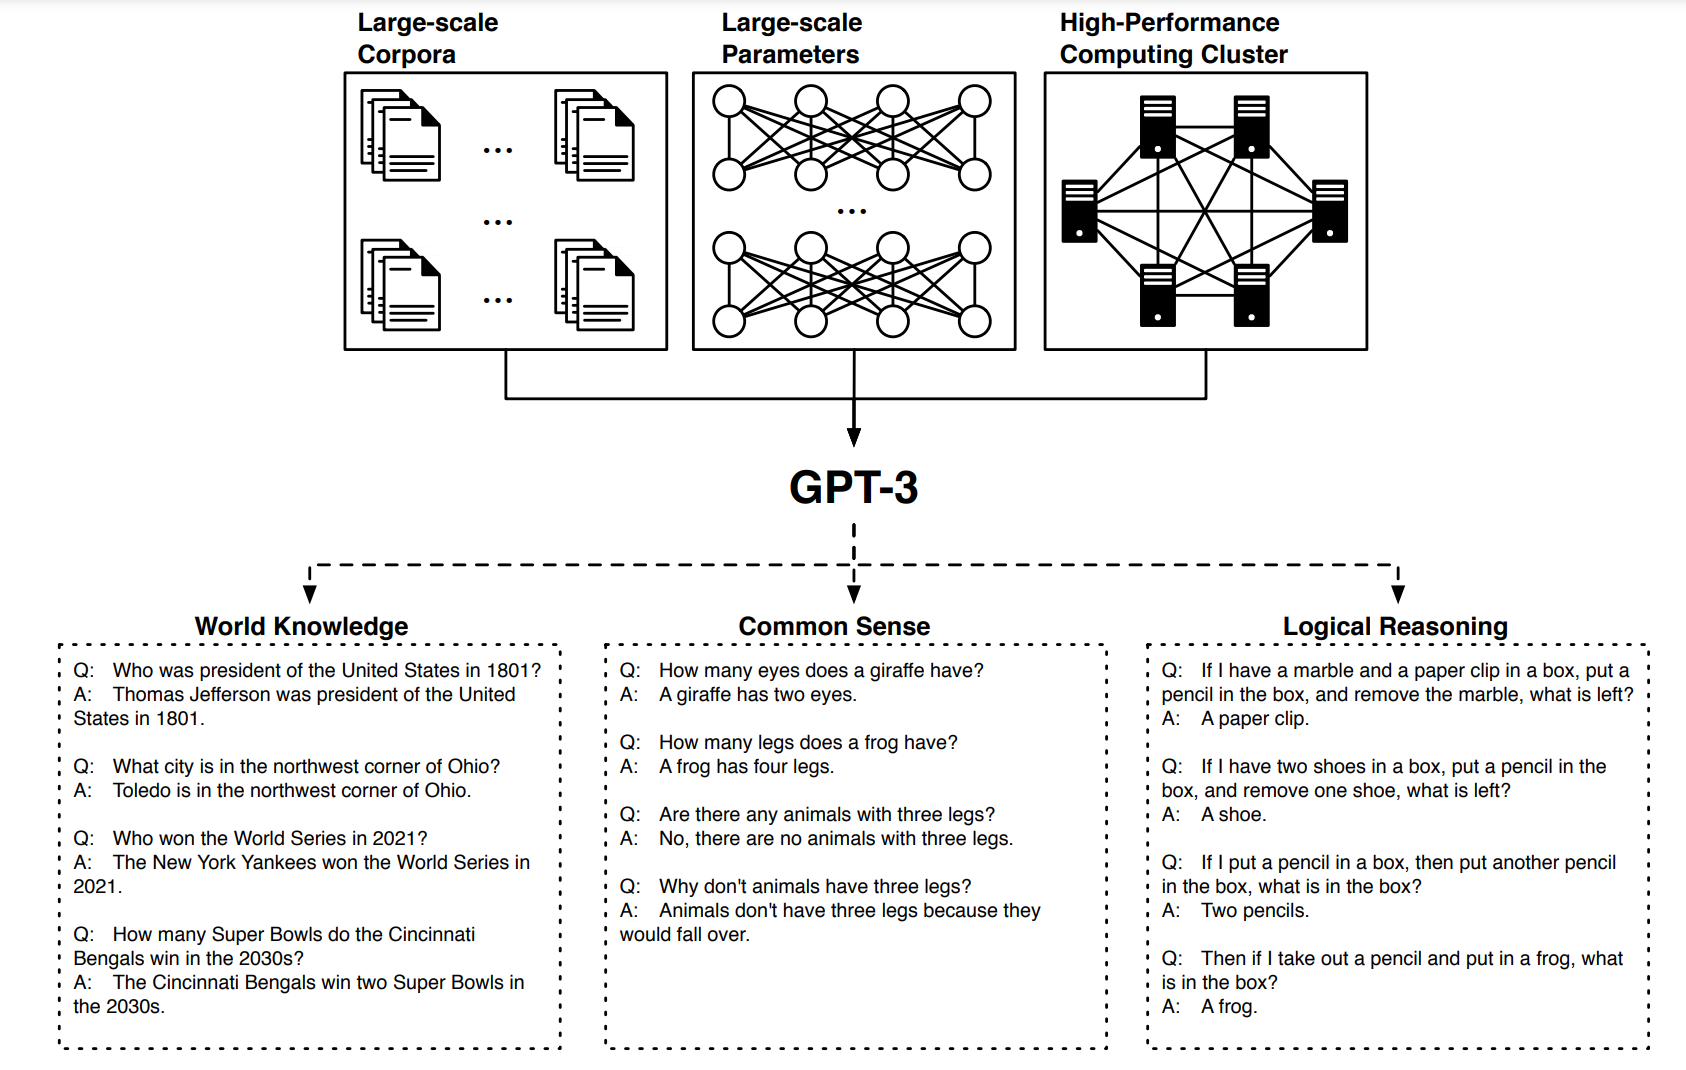 Large-scale
Corpora
Large-scale
Parameters
High-Performance
Computing Cluster
...
...
...
...
GPT-3
World Knowledge
Q: Who was president of the United States in 1801?
A: Thomas Jefferson was president of the United
States in 1801.
Q: What city is in the northwest corner of Ohio?
A: Toledo is in the northwest corner of Ohio.
Q: Who won the World Series in 2021?
A: The New York Yankees won the World Series in
2021.
Q: How many Super Bowls do the Cincinnati
Bengals win in the 2030s?
A: The Cincinnati Bengals win two Super Bowls in
the 2030s.
Common Sense
Q: How many eyes does a giraffe have?
A: A giraffe has two eyes.
Q: How many legs does a frog have?
A: A frog has four legs.
Q: Are there any animals with three legs?
A: No, there are no animals with three legs.
Q: Why don't animals have three legs?
A: Animals don't have three legs because they
would fall over.
Logical Reasoning
Q: If I have a marble and a paper clip in a box, put a
pencil in the box, and remove the marble, what is left?
A: A paper clip.
Q: If I have two shoes in a box, put a pencil in the
box, and remove one shoe, what is left?
A: A shoe.
Q: If I put a pencil in a box, then put another pencil
in the box, what is in the box?
A: Two pencils.
Q: Then if I take out a pencil and put in a frog, what
is in the box?
A: A frog.